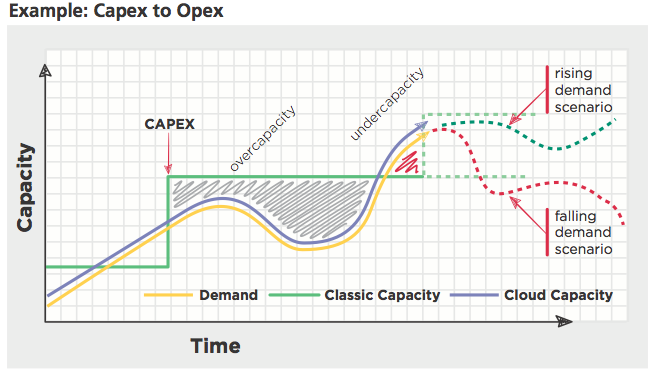 Example: Capex to Opex
rising
demand
scenario
CAPEX
overcapacity
undercapacity
Capacity
falling
demand
scenario
Demand
Classic Capacity
Cloud Capacity
Time